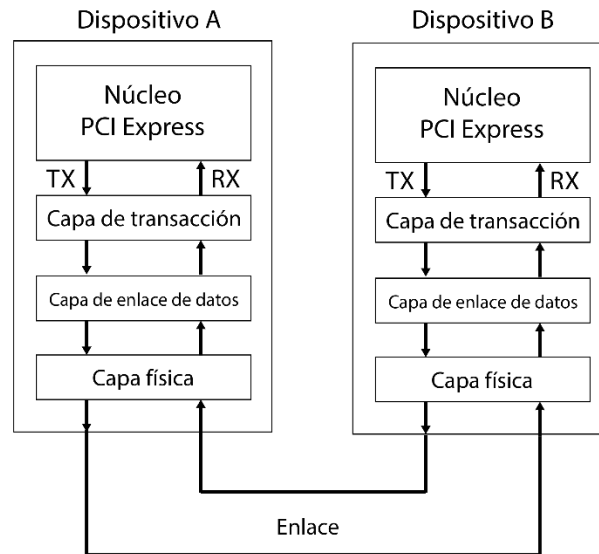 Dispositivo A
Núcleo
PCI Express
TX
RX
Capa de transacción
Capa de enlace de datos
Capa física
Dispositivo B
Núcleo
PCI Express
TX
RX
Capa de transacción
Capa de enlace de datos
Capa física
Enlace